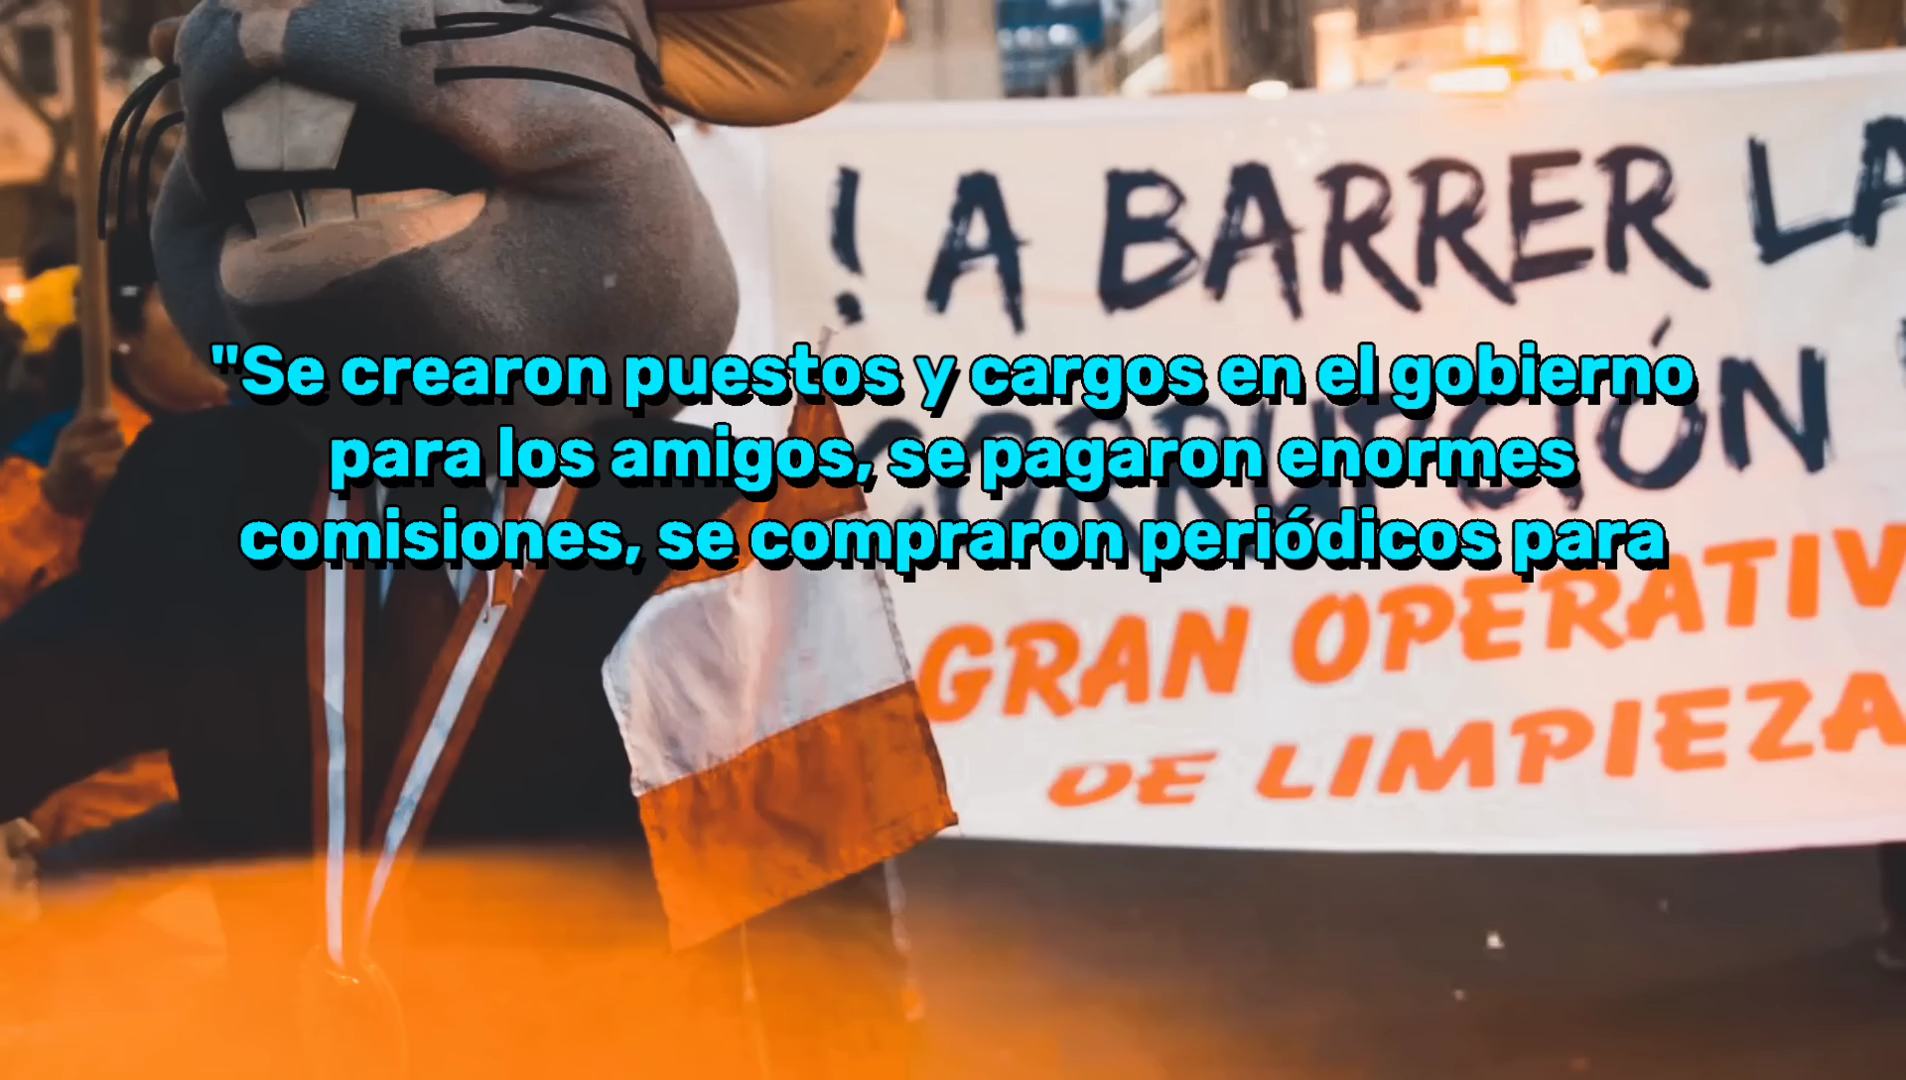 ! A BARRER LA
CORRUPCIÓN
"Se crearon puestos y cargos en el gobierno
para los amigos, se pagaron enormes
comisiones, se compraron periódicos para
GRAN OPERATIV
DE LIMPIEZA